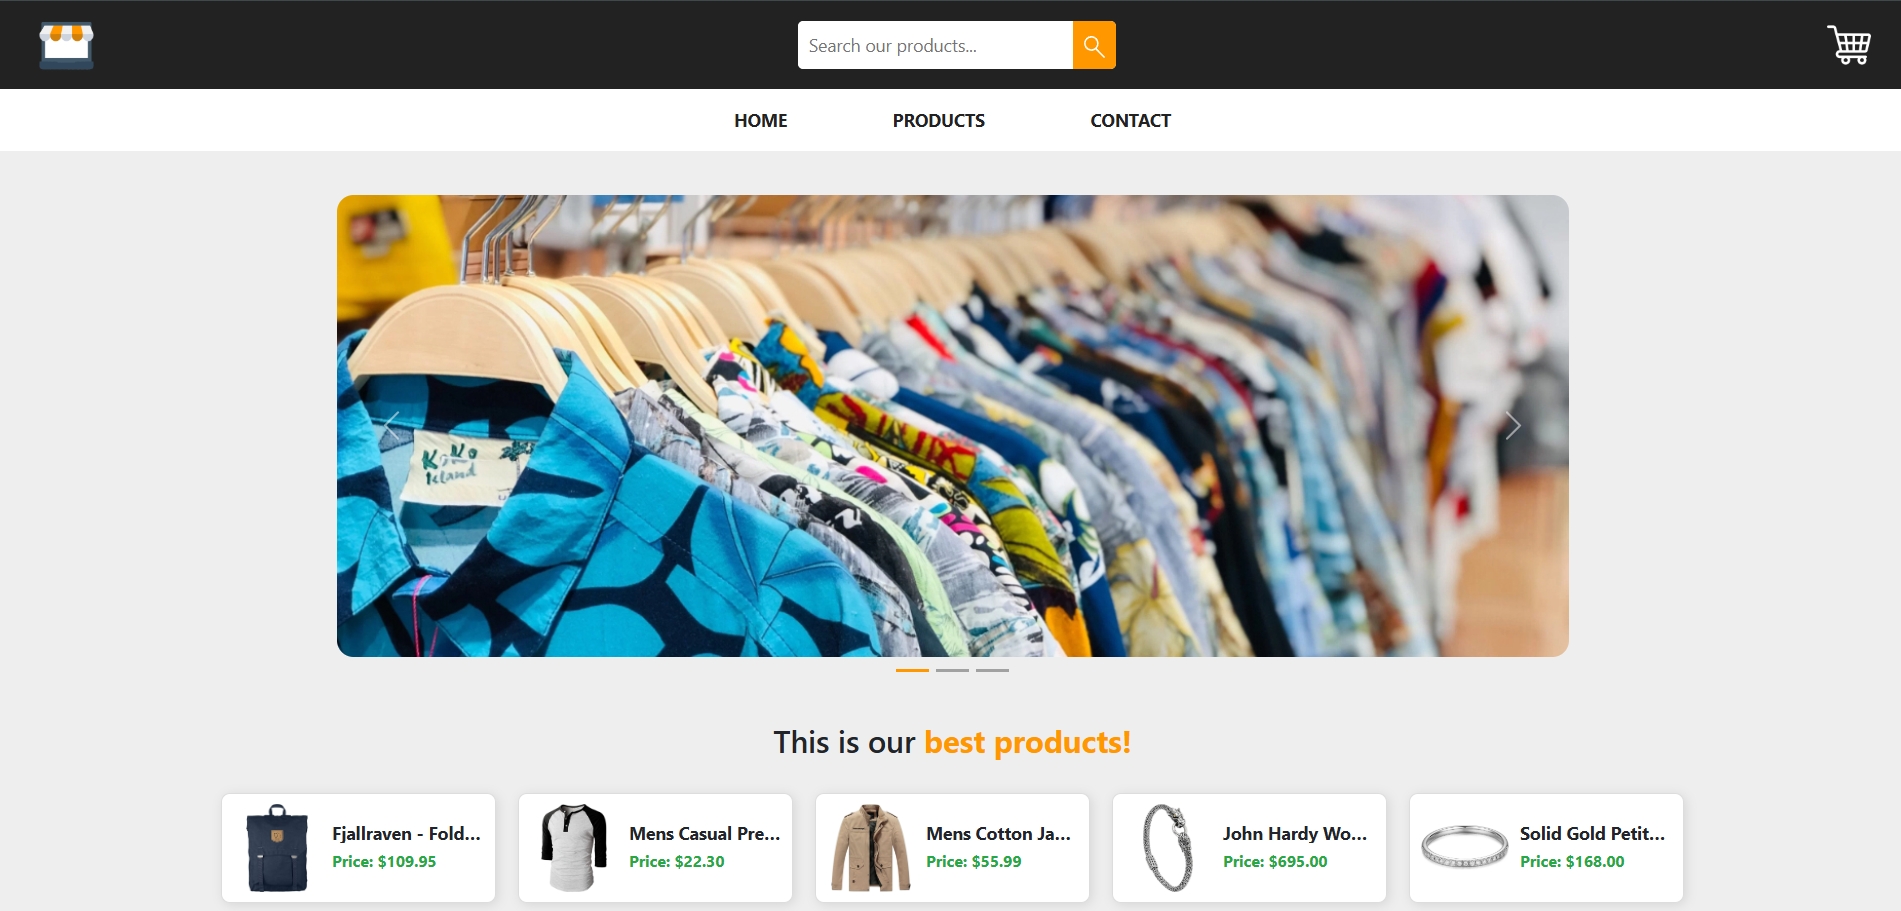 Search our products...
HOME PRODUCTS CONTACT
KoKo
Island
This is our best products!
Fjallraven - Fold...
Price: $109.95
Mens Casual Pre...
Price: $22.30
Mens Cotton Ja...
Price: $55.99
John Hardy Wo...
Price: $695.00
Solid Gold Petit...
Price: $168.00